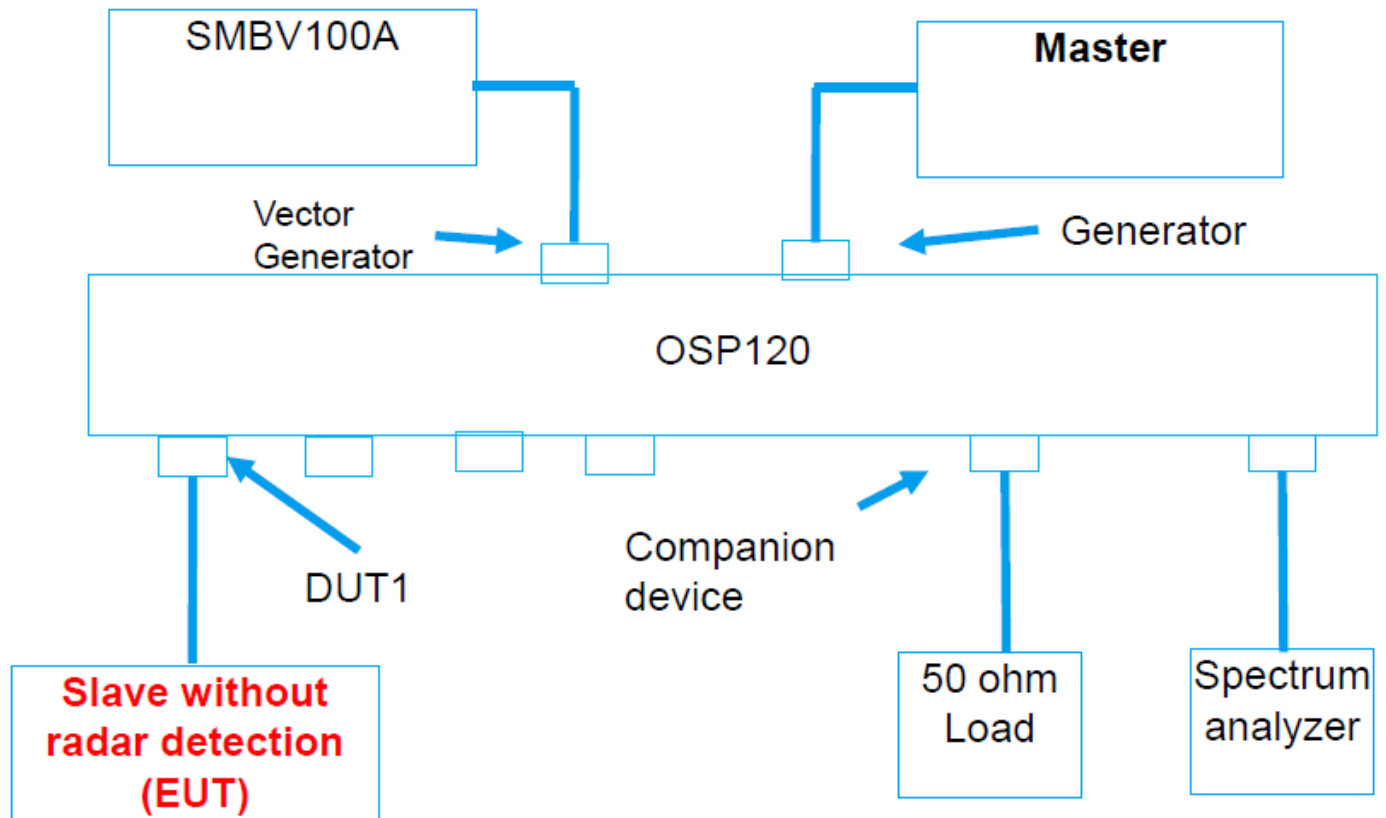 SMBV100A
Master
Vector
Generator
Generator
OSP120
DUT1
Companion
device
Slave without
radar detection
(EUT)
50 ohm
Load
Spectrum
analyzer